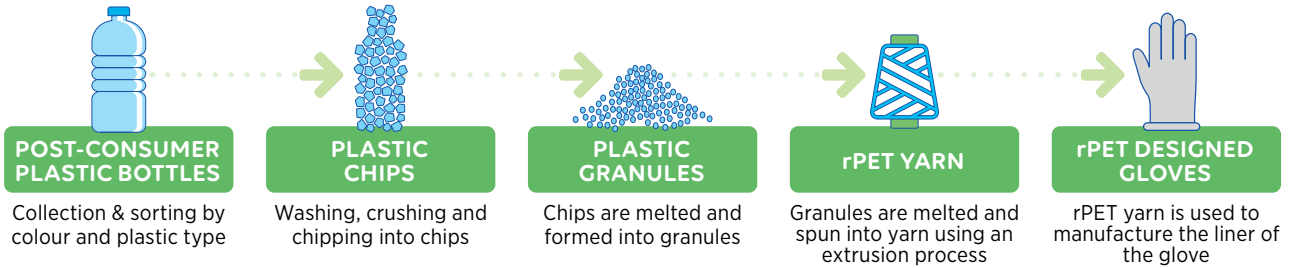 POST-CONSUMER
PLASTIC BOTTLES
Collection & sorting by
colour and plastic type
PLASTIC
CHIPS
Washing, crushing and
chipping into chips
PLASTIC
GRANULES
Chips are melted and
formed into granules
rPET YARN
Granules are melted and
spun into yarn using an
extrusion process
rPET DESIGNED
GLOVES
rPET yarn is used to
manufacture the liner of
the glove